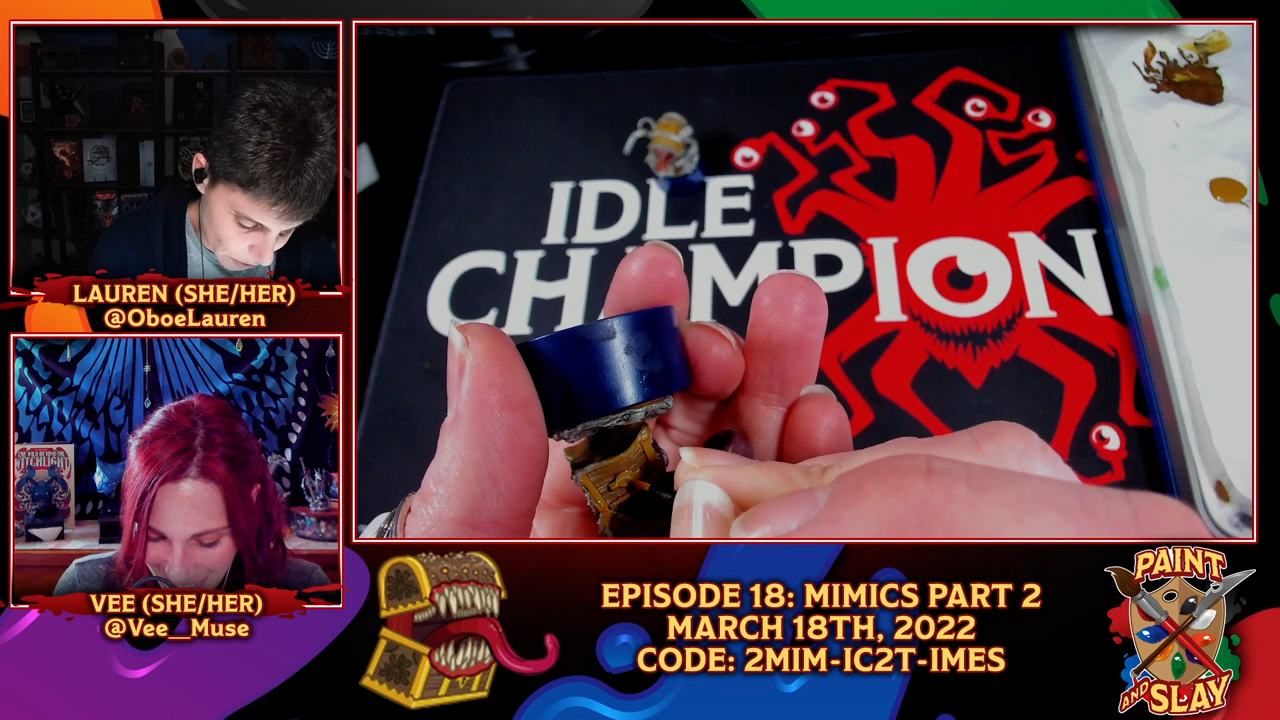 LAUREN (SHE/HER)
@OboeLauren
WITCHLIGHT
VEE (SHE/HER)
@Vee__Muse
IDLE
CHAMPION
EPISODE 18: MIMICS PART 2
MARCH 18TH, 2022
CODE: 2MIM-IC2T-IMES
PAINT
AND SLAY